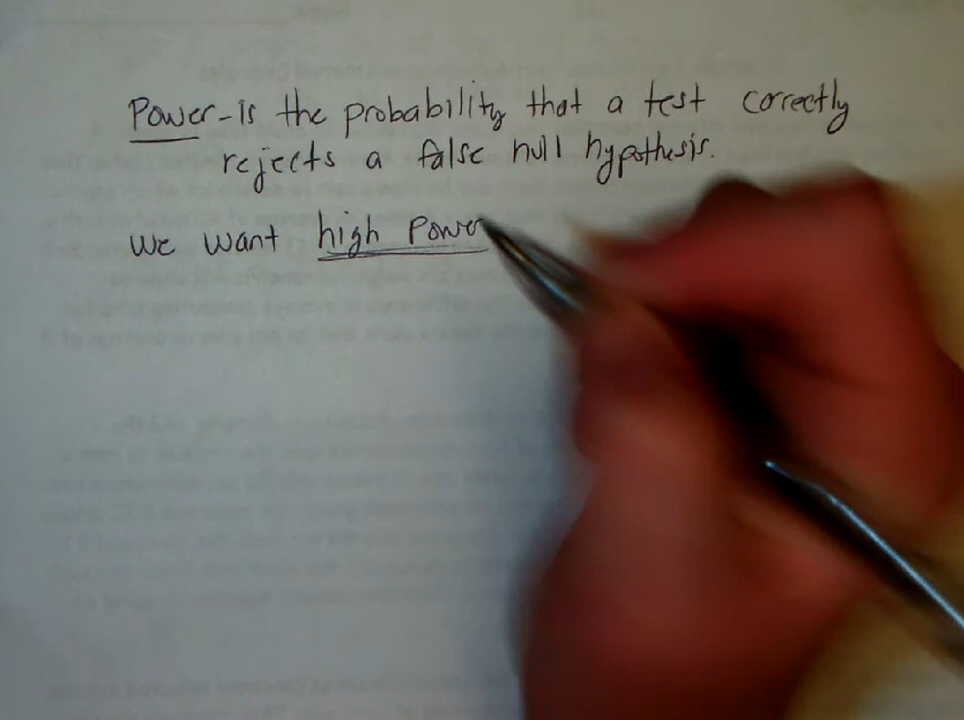 Power - is the probability that a test correctly
rejects a false null hypothesis.
We want high Power